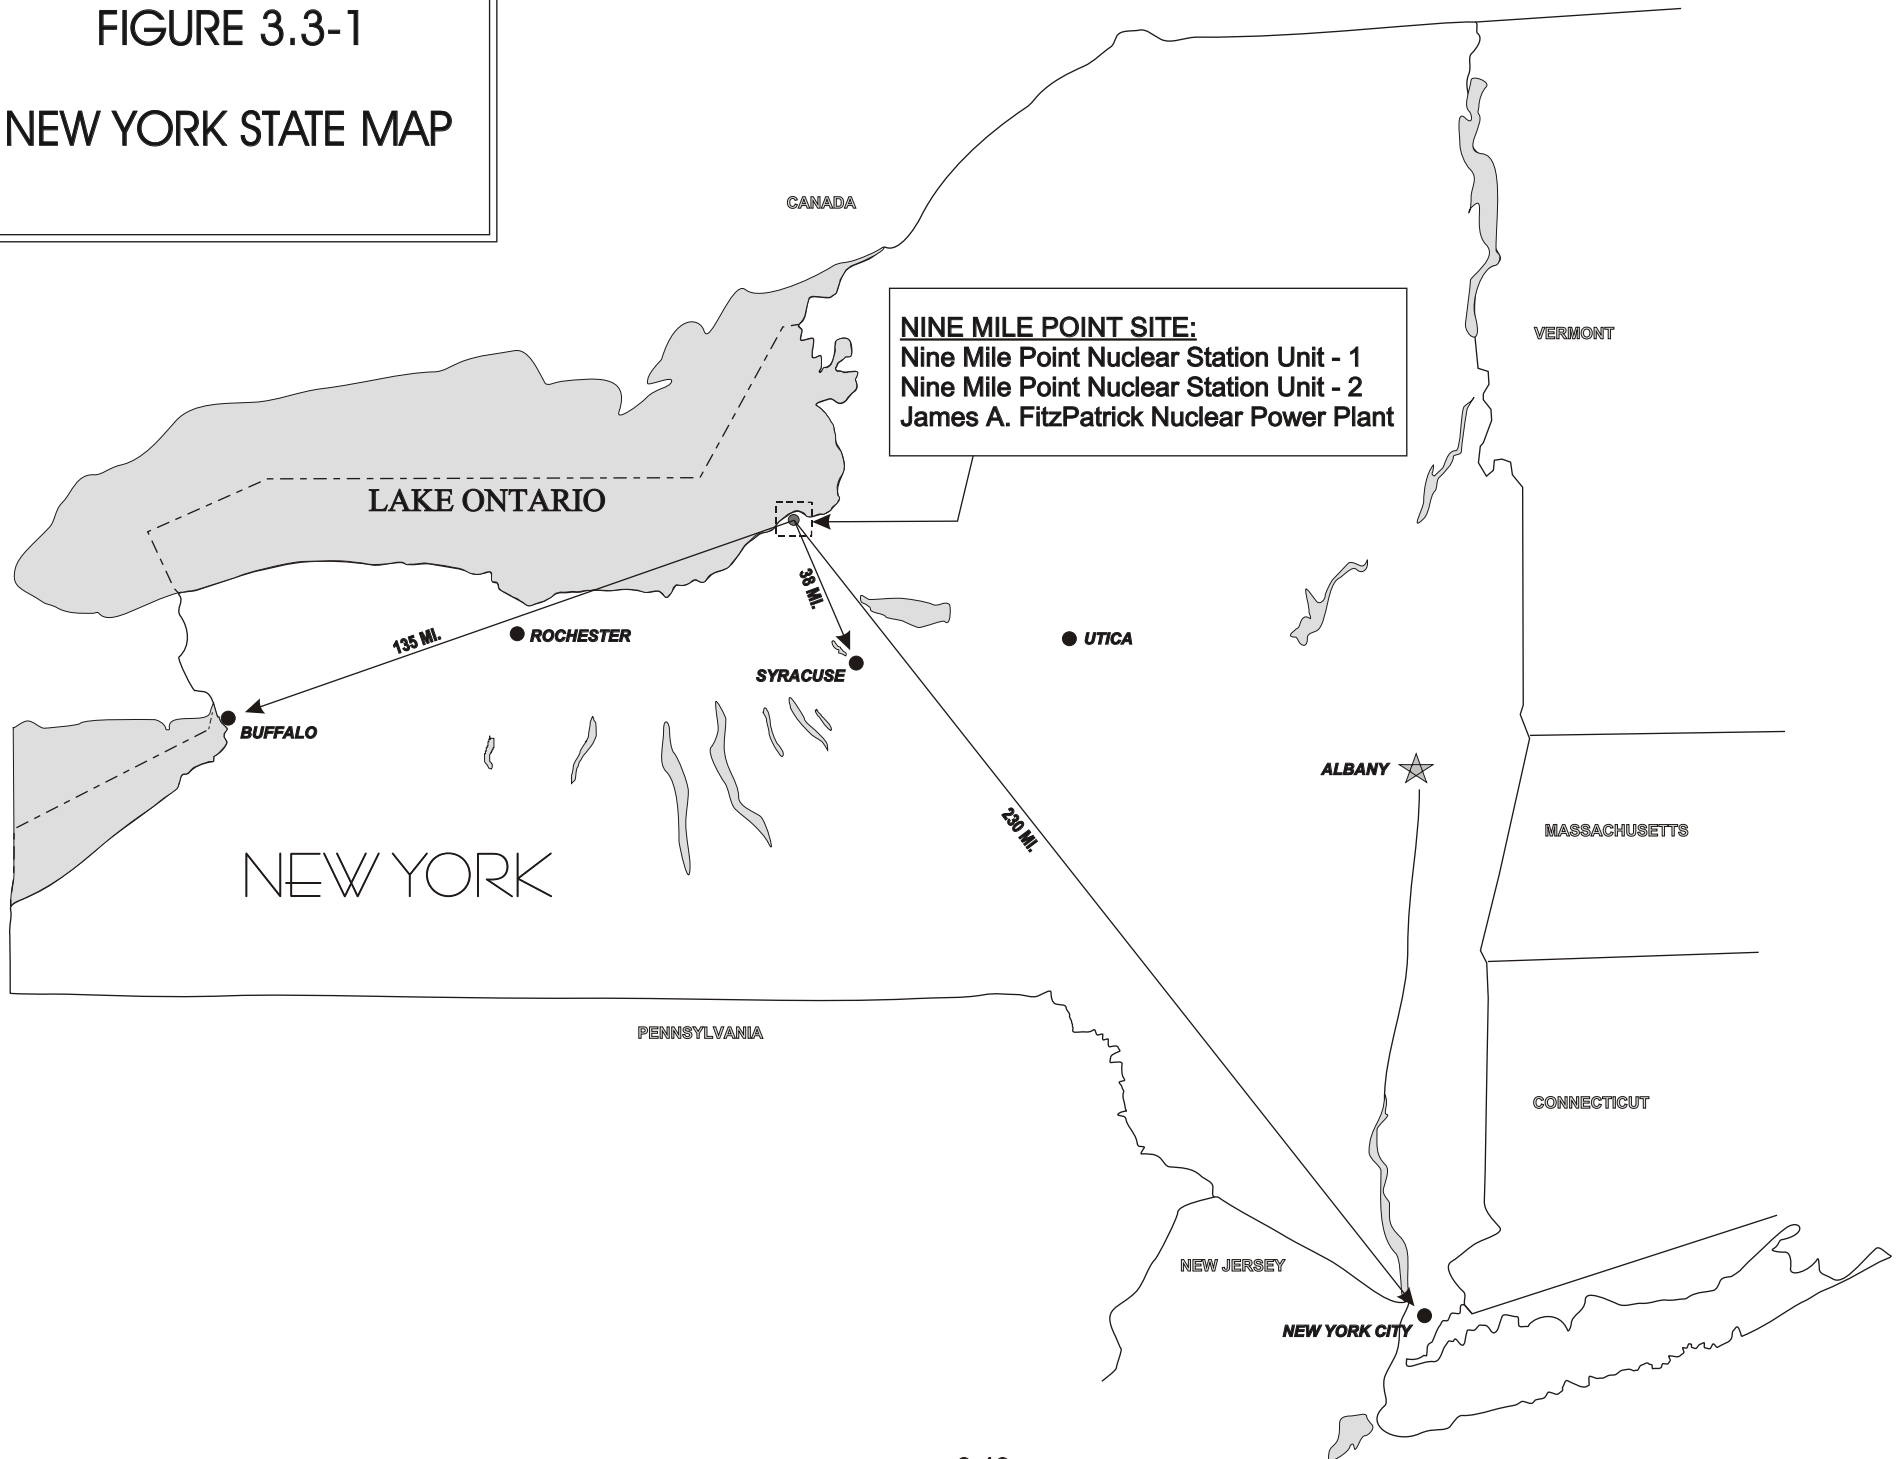 FIGURE 3.3-1
NEW YORK STATE MAP
CANADA
NINE MILE POINT SITE:
Nine Mile Point Nuclear Station Unit - 1
Nine Mile Point Nuclear Station Unit - 2
James A. FitzPatrick Nuclear Power Plant
VERMONT
LAKE ONTARIO
38 MI.
135 MI.
ROCHESTER
UTICA
SYRACUSE
BUFFALO
ALBANY
230 MI.
MASSACHUSETTS
NEW YORK
PENNSYLVANIA
CONNECTICUT
NEW JERSEY
NEW YORK CITY